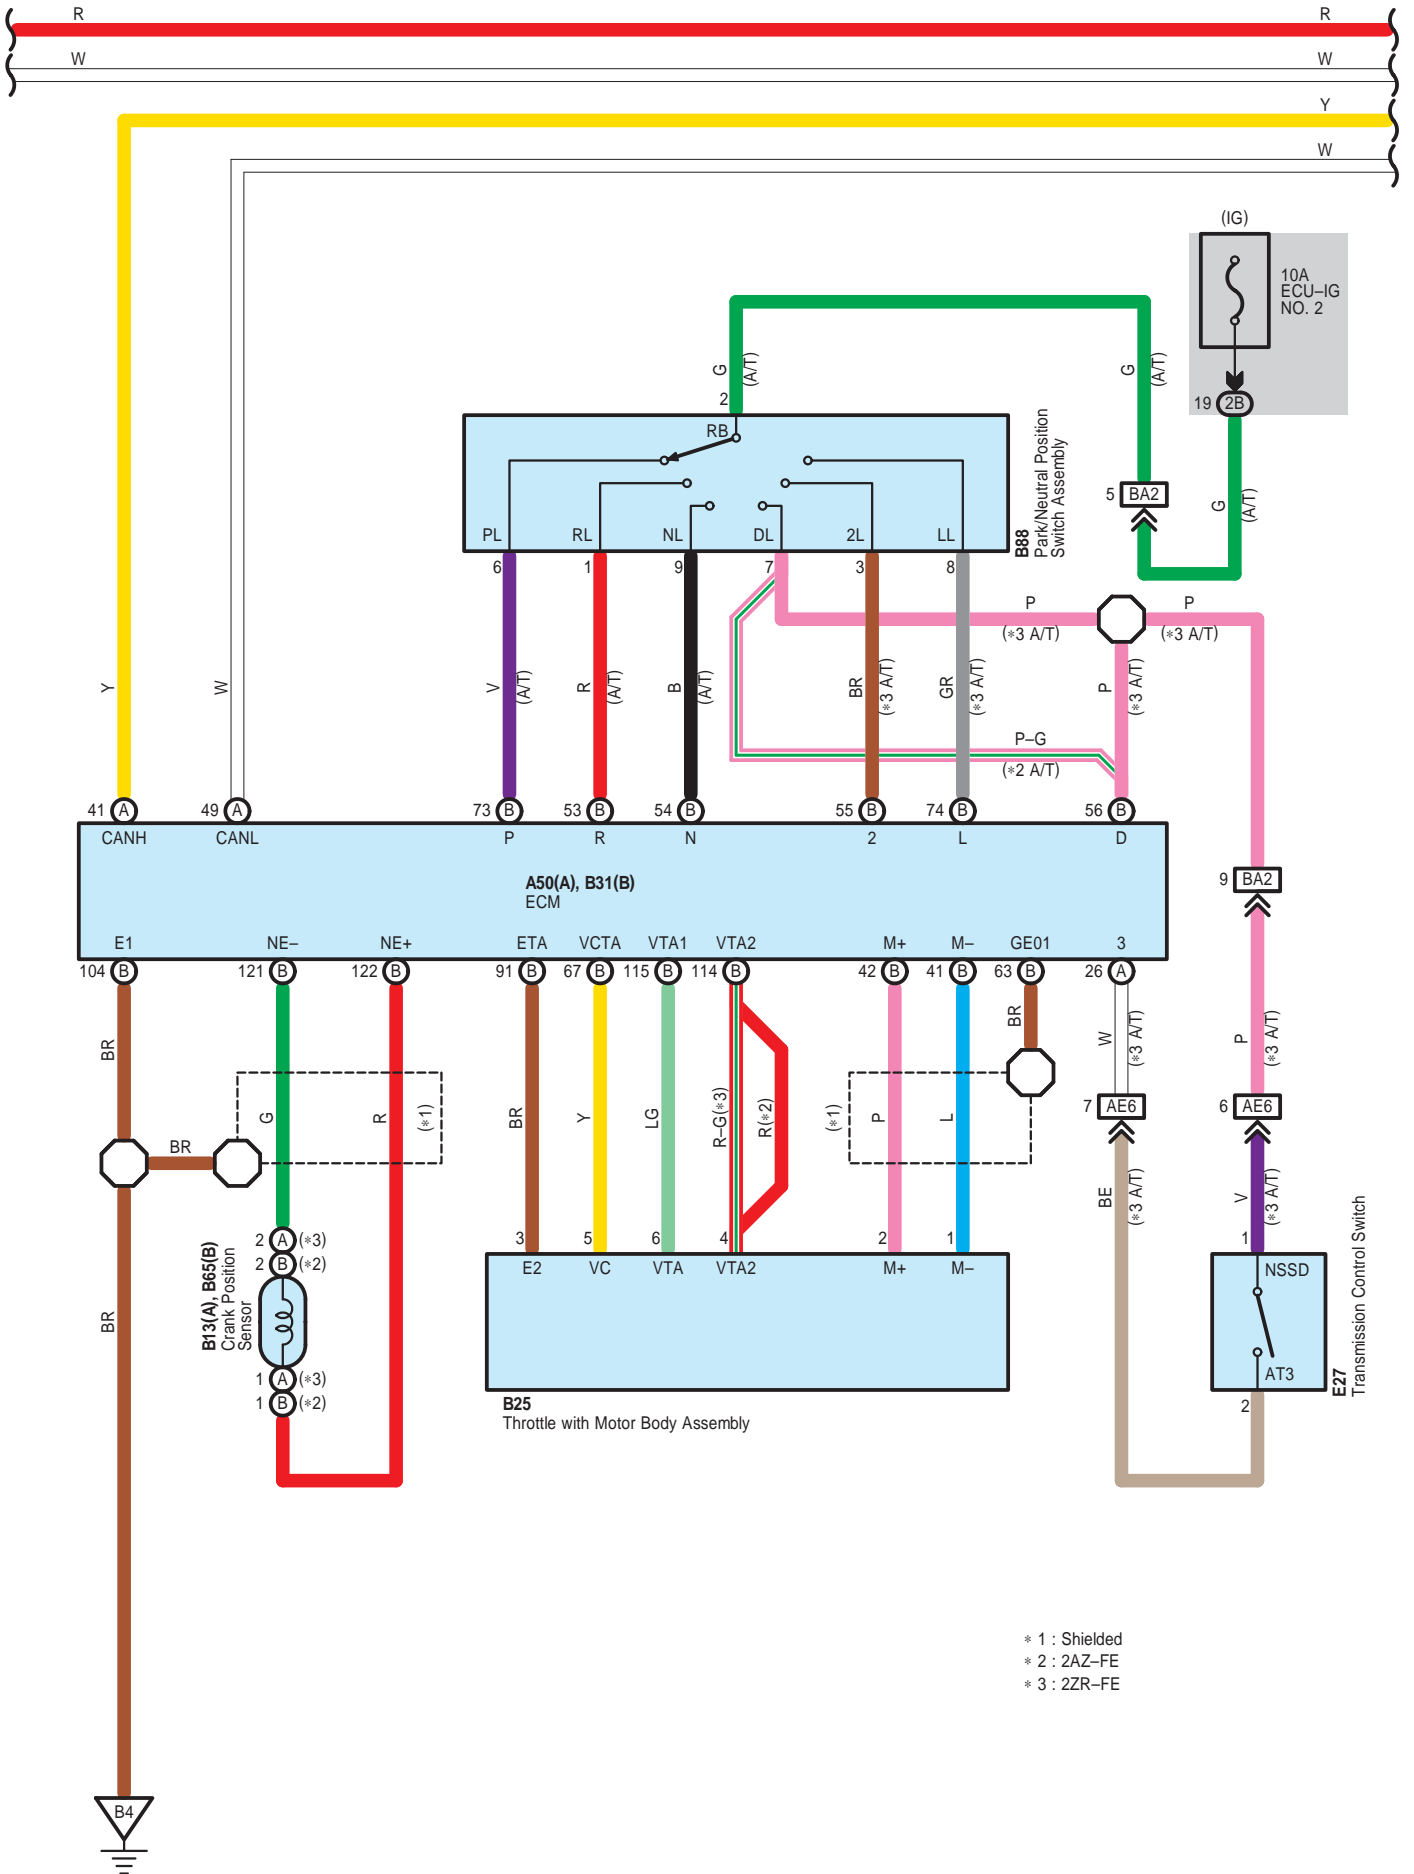 R R
W W
Y
W
(IG)
10A
ECU–IG
NO. 2
19 2B
G (A/T)
G (A/T)
G (A/T)
5 BA2
2
RB
PL RL NL DL 2L LL
B88
Park/Neutral Position
Switch Assembly
6 1 9 7 3 8
P (*3 A/T)
P (*3 A/T)
Y
W
V (A/T)
R (A/T)
B (A/T)
BR (*3 A/T)
GR (*3 A/T)
P (*3 A/T)
P–G
(*2 A/T)
41 A 49 A 73 B 53 B 54 B 55 B 74 B 56 B
CANH CANL P R N 2 L D
A50(A), B31(B)
ECM
9 BA2
E1 NE– NE+ ETA VCTA VTA1 VTA2 M+ M– GE01 3
104 B 121 B 122 B 91 B 67 B 115 B 114 B 42 B 41 B 63 B 26 A
BR
G
R
(*1)
BR
Y
LG
R–G(*3)
R(*2)
(*1)
P
L
BR
W (*3 A/T)
P (*3 A/T)
7 AE6 6 AE6
BR
BE (*3 A/T)
V (*3 A/T)
2 A (*3)
2 B (*2)
B13(A), B65(B)
Crank Position
Sensor
1 A (*3)
1 B (*2)
BR
3 5 6 4 2 1
E2 VC VTA VTA2 M+ M–
B25
Throttle with Motor Body Assembly
1
NSSD
AT3
2
E27
Transmission Control Switch
* 1 : Shielded
* 2 : 2AZ–FE
* 3 : 2ZR–FE
B4